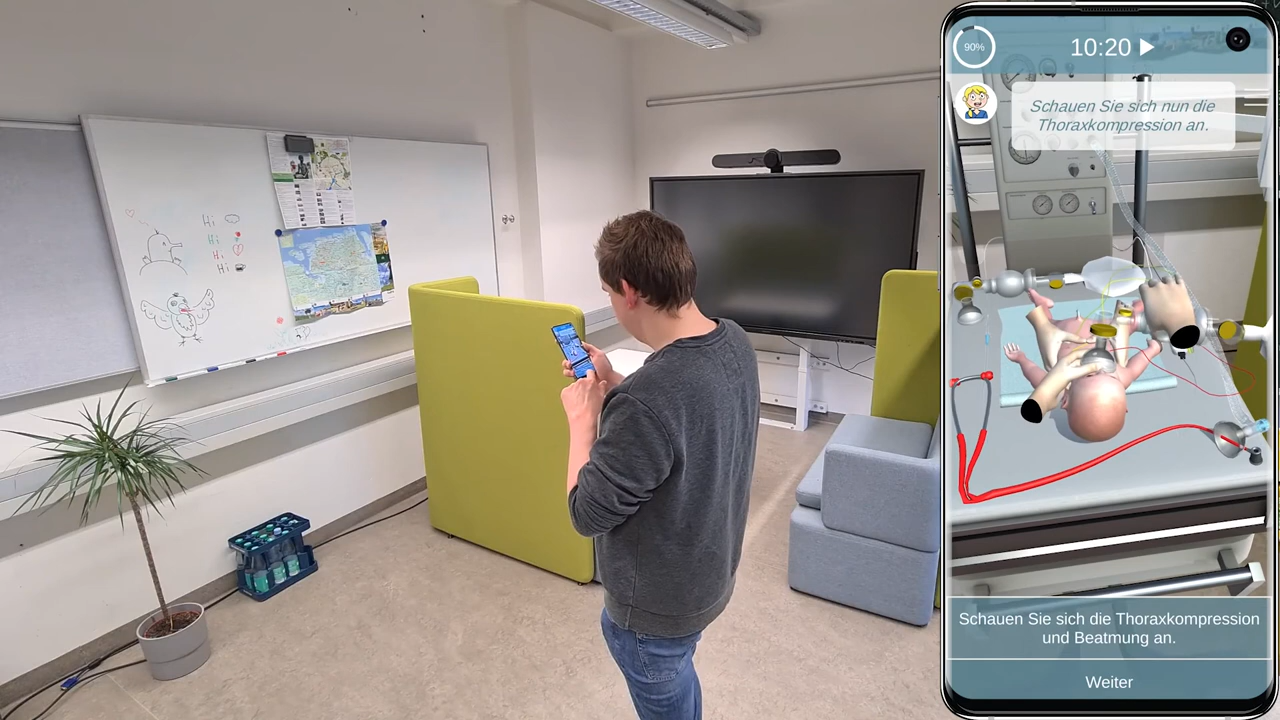 Hi
Hi
Hi
Hi
90%
10:20
Schauen Sie sich nun die
Thoraxkompression an.
Schauen Sie sich die Thoraxkompression
und Beatmung an.
Weiter